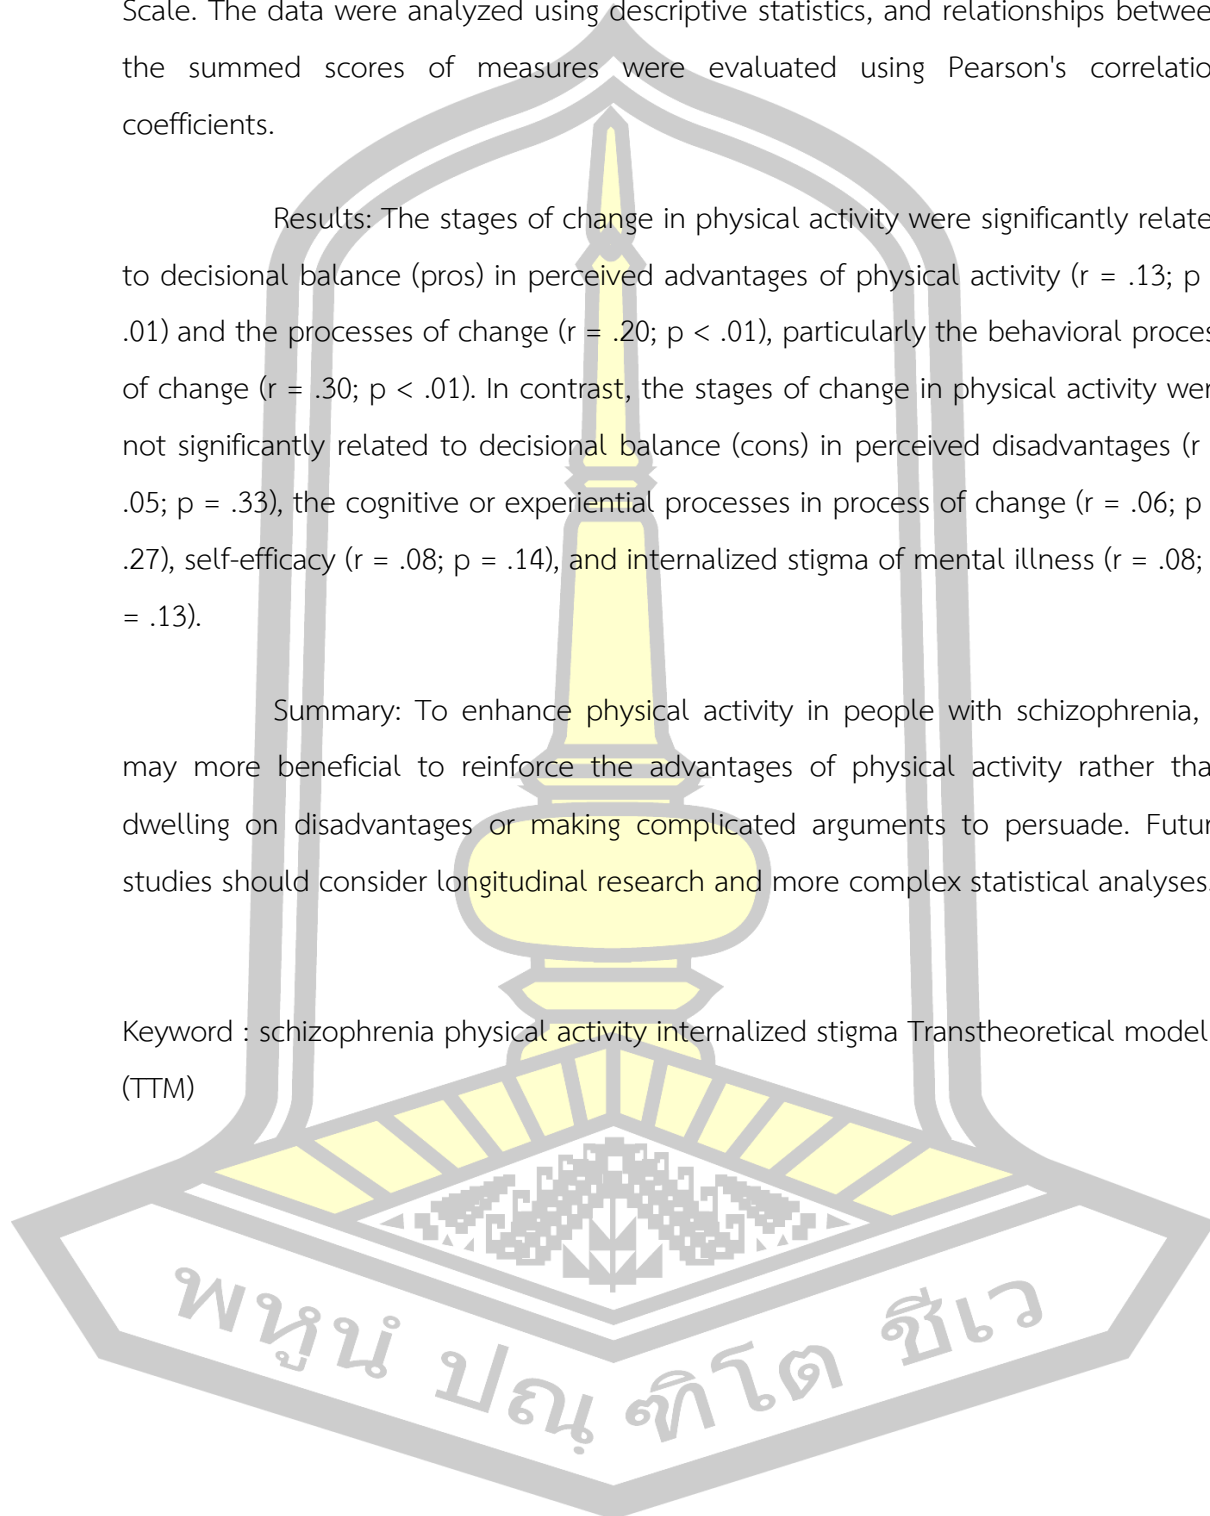 Scale. The data were analyzed using descriptive statistics, and relationships betwee
the summed scores of measures were evaluated using Pearson's correlatio
coefficients.
Results: The stages of change in physical activity were significantly relate
to decisional balance (pros) in perceived advantages of physical activity (r = .13; p
.01) and the processes of change (r = .20; p < .01), particularly the behavioral proces
of change (r = .30; p < .01). In contrast, the stages of change in physical activity wer
not significantly related to decisional balance (cons) in perceived disadvantages (r
.05; p = .33), the cognitive or experiential processes in process of change (r = .06; p
.27), self-efficacy (r = .08; p = .14), and internalized stigma of mental illness (r = .08;
= .13).
Summary: To enhance physical activity in people with schizophrenia,
may more beneficial to reinforce the advantages of physical activity rather tha
dwelling on disadvantages or making complicated arguments to persuade. Futur
studies should consider longitudinal research and more complex statistical analyses.
Keyword : schizophrenia physical activity internalized stigma Transtheoretical model
(TTM)
พหูนํ ปณฺ ฑิโต ชีเว